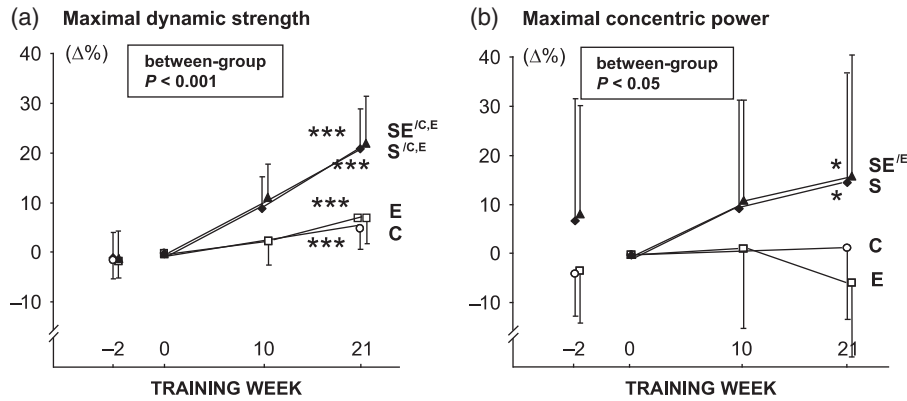 (a) Maximal dynamic strength
(Δ%)
between-group
P < 0.001
40
30
20
10
0
–10
***
***
***
***
SE/C,E
S/C,E
E
C
–2 0 10 21
TRAINING WEEK
(b) Maximal concentric power
(Δ%)
between-group
P < 0.05
40
30
20
10
0
–10
*
*
SE/E
S
C
E
–2 0 10 21
TRAINING WEEK